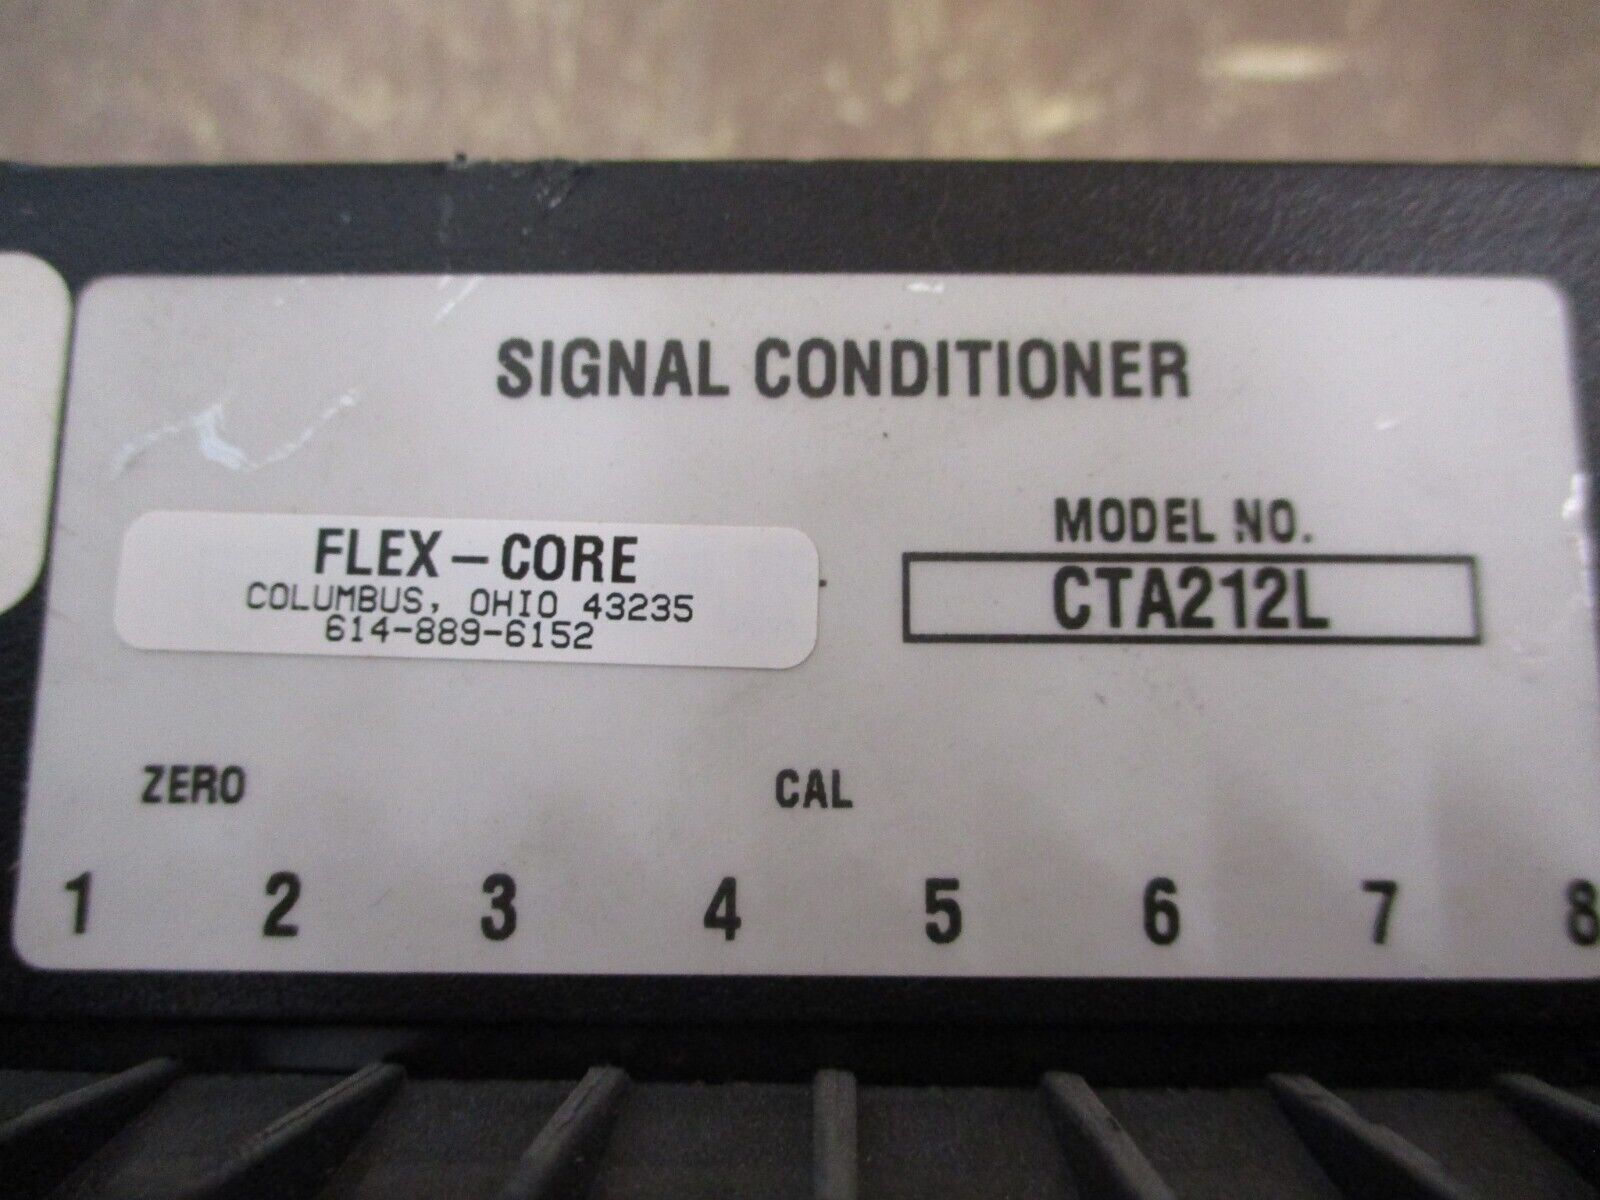 SIGNAL CONDITIONER
FLEX-CORE
COLUMBUS, OHIO 43235
614-889-6152
MODEL NO.
CTA212L
ZERO CAL
1 2 3 4 5 6 7 8